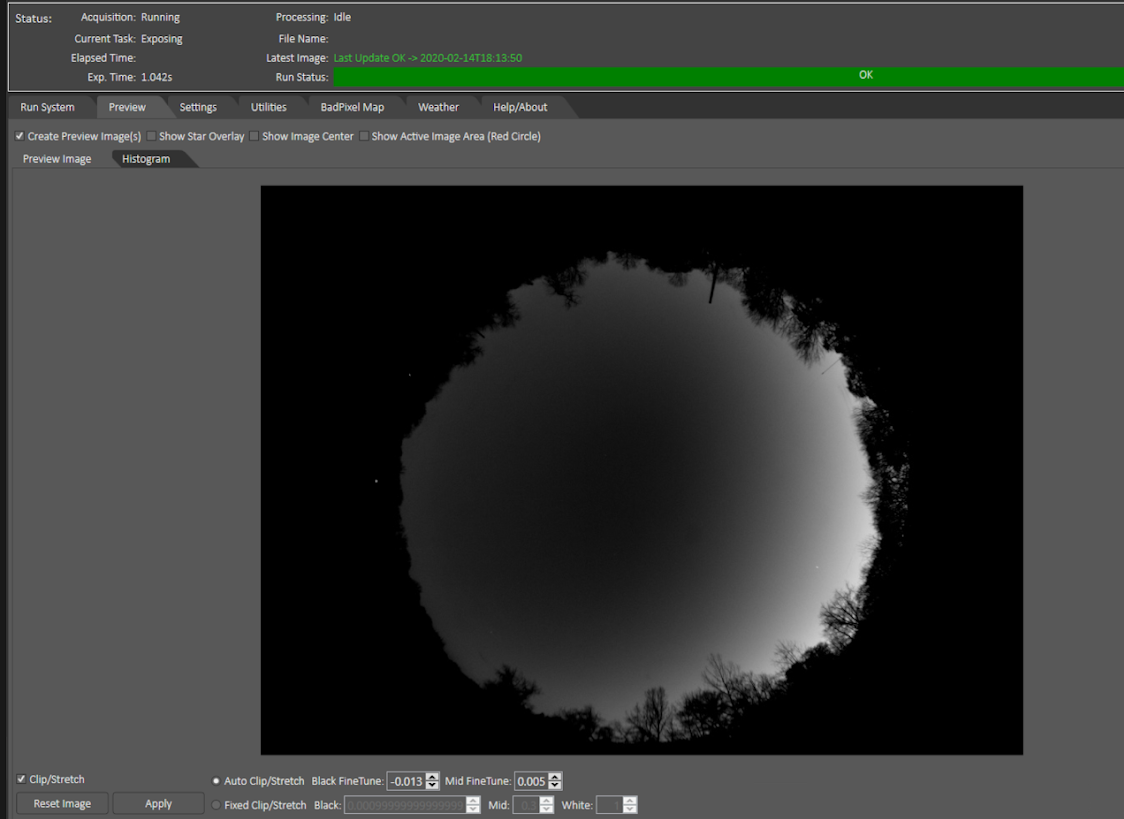 Status: Acquisition: Running Processing: Idle
Current Task: Exposing File Name:
Elapsed Time: Latest Image: Last Update OK -> 2020-02-14T18:13:50
Exp. Time: 1.042s Run Status: OK
Run System Preview Settings Utilities BadPixel Map Weather Help/About
Create Preview Image(s) Show Star Overlay Show Image Center Show Active Image Area (Red Circle)
Preview Image Histogram
Clip/Stretch Auto Clip/Stretch Black FineTune: -0.013 Mid FineTune: 0.005
Reset Image Apply Fixed Clip/Stretch Black: Mid: White: